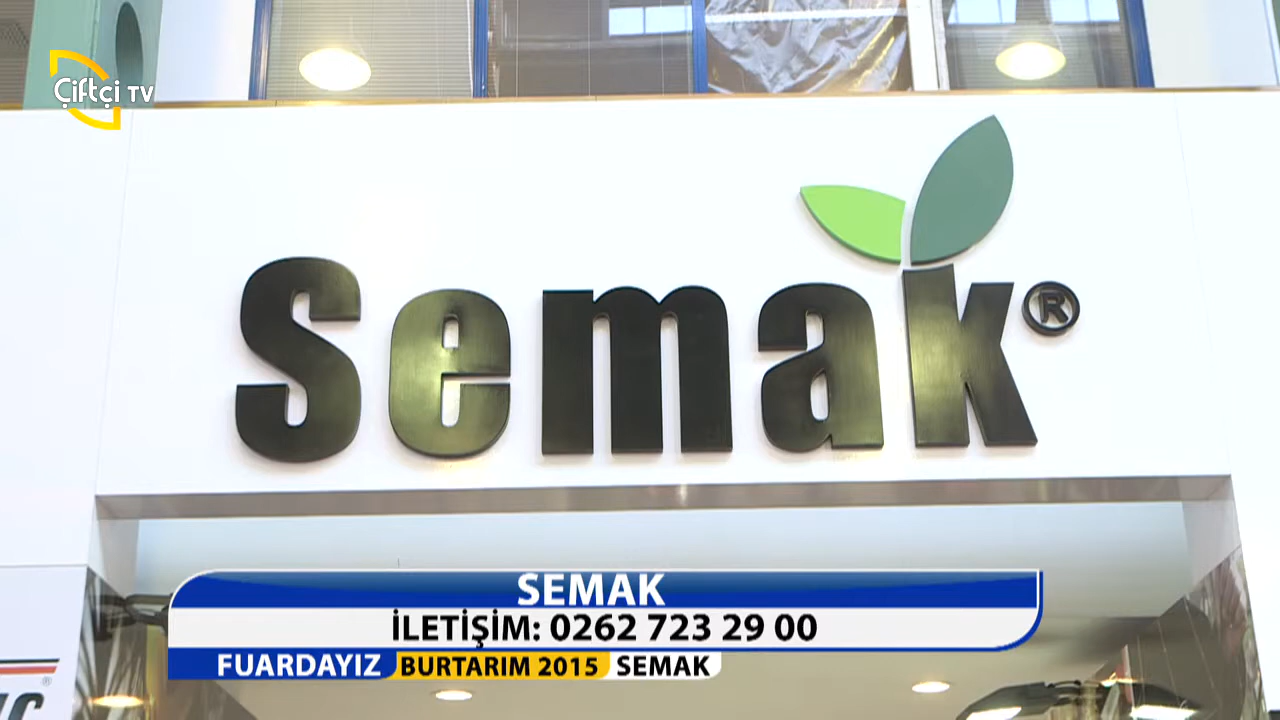 Çiftçi TV
Semak®
SEMAK
İLETİŞİM: 0262 723 29 00
FUARDAYIZ BURTARIM 2015 SEMAK